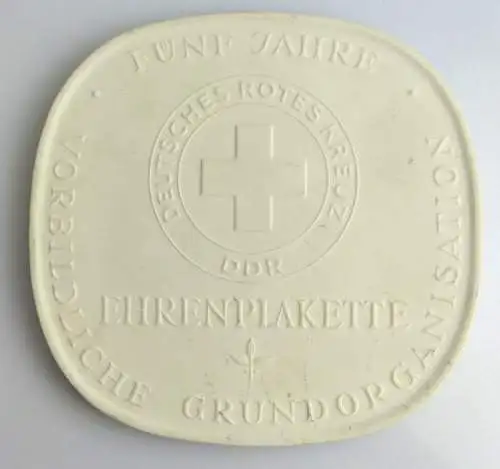 · FÜNF JAHRE ·
DEUTSCHES ROTES KREUZ
DDR
EHRENPLAKETTE
VORBILDLICHE GRUNDORGANISATION